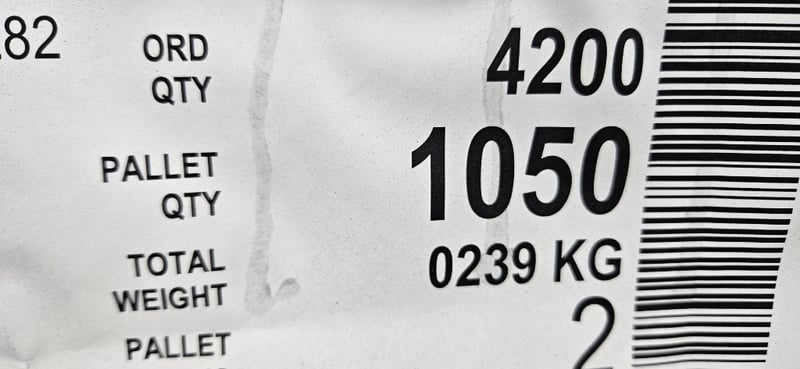 .82
ORD QTY 4200
PALLET QTY 1050
TOTAL WEIGHT 0239 KG
PALLET 2